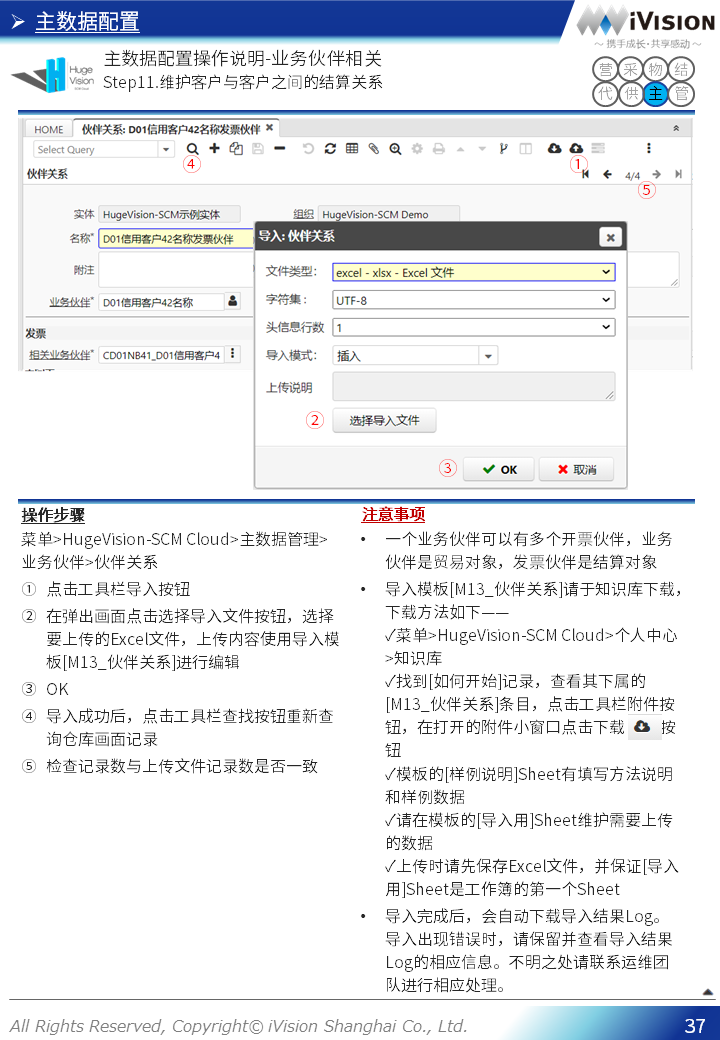 主数据配置
iVision
～ 携手成长·共享感动 ～
Huge
Vision
主数据配置操作说明-业务伙伴相关
Step11.维护客户与客户之间的结算关系
营 采 物 结
代 供 主 管
HOME 伙伴关系: D01信用客户42名称发票伙伴
Select Query
④ ①
伙伴关系 4/4
⑤
实体 HugeVision-SCM示例实体 组织 HugeVision-SCM Demo
名称* D01信用客户42名称发票伙伴
附注
业务伙伴* D01信用客户42名称
发票
相关业务伙伴* CD01NB41_D01信用客户4
导入: 伙伴关系
文件类型： excel - xlsx - Excel 文件
字符集： UTF-8
头信息行数 1
导入模式： 插入
上传说明
② 选择导入文件
③ OK 取消
操作步骤
菜单>HugeVision-SCM Cloud>主数据管理>
业务伙伴>伙伴关系
① 点击工具栏导入按钮
② 在弹出画面点击选择导入文件按钮，选择
要上传的Excel文件，上传内容使用导入模
板[M13_伙伴关系]进行编辑
③ OK
④ 导入成功后，点击工具栏查找按钮重新查
询仓库画面记录
⑤ 检查记录数与上传文件记录数是否一致
注意事项
• 一个业务伙伴可以有多个开票伙伴，业务
伙伴是贸易对象，发票伙伴是结算对象
• 导入模板[M13_伙伴关系]请于知识库下载，
下载方法如下——
✓菜单>HugeVision-SCM Cloud>个人中心
>知识库
✓找到[如何开始]记录，查看其下属的
[M13_伙伴关系]条目，点击工具栏附件按
钮，在打开的附件小窗口点击下载 按
钮
✓模板的[样例说明]Sheet有填写方法说明
和样例数据
✓请在模板的[导入用]Sheet维护需要上传
的数据
✓上传时请先保存Excel文件，并保证[导入
用]Sheet是工作簿的第一个Sheet
• 导入完成后，会自动下载导入结果Log。
导入出现错误时，请保留并查看导入结果
Log的相应信息。不明之处请联系运维团
队进行相应处理。
All Rights Reserved, Copyright© iVision Shanghai Co., Ltd.
37